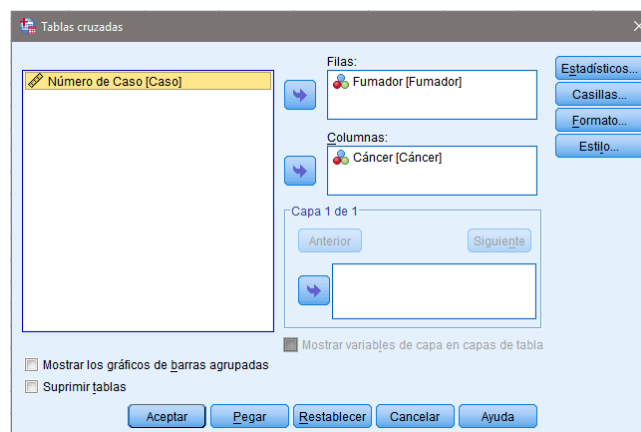 Tablas cruzadas
Número de Caso [Caso]
Filas:
Fumador [Fumador]
Columnas:
Cáncer [Cáncer]
Capa 1 de 1
Anterior
Siguiente
Mostrar variables de capa en capas de tabla
Estadísticos...
Casillas...
Formato...
Estilo...
Mostrar los gráficos de barras agrupadas
Suprimir tablas
Aceptar
Pegar
Restablecer
Cancelar
Ayuda